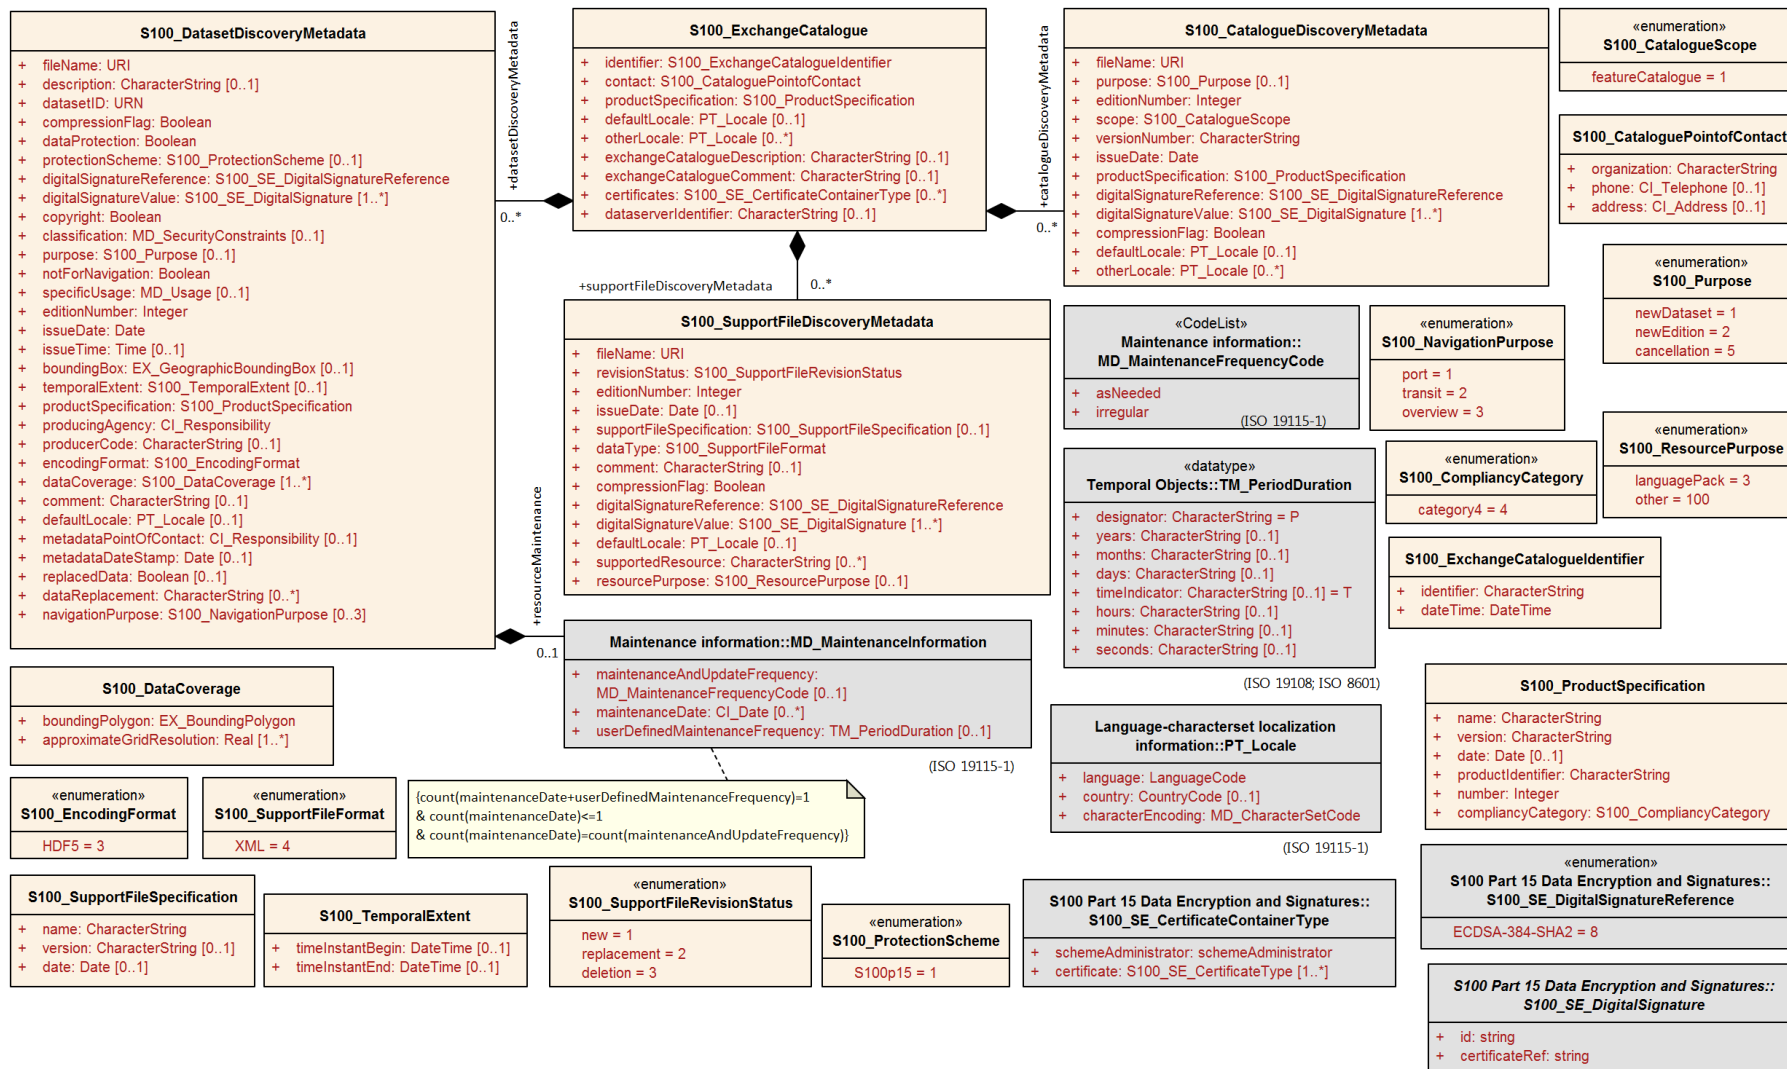 S100_DatasetDiscoveryMetadata
+ fileName: URI
+ description: CharacterString [0..1]
+ datasetID: URN
+ compressionFlag: Boolean
+ dataProtection: Boolean
+ protectionScheme: S100_ProtectionScheme [0..1]
+ digitalSignatureReference: S100_SE_DigitalSignatureReference
+ digitalSignatureValue: S100_SE_DigitalSignature [1..*]
+ copyright: Boolean
+ classification: MD_SecurityConstraints [0..1]
+ purpose: S100_Purpose [0..1]
+ notForNavigation: Boolean
+ specificUsage: MD_Usage [0..1]
+ editionNumber: Integer
+ issueDate: Date
+ issueTime: Time [0..1]
+ boundingBox: EX_GeographicBoundingBox [0..1]
+ temporalExtent: S100_TemporalExtent [0..1]
+ productSpecification: S100_ProductSpecification
+ producingAgency: CI_Responsibility
+ producerCode: CharacterString [0..1]
+ encodingFormat: S100_EncodingFormat
+ dataCoverage: S100_DataCoverage [1..*]
+ comment: CharacterString [0..1]
+ defaultLocale: PT_Locale [0..1]
+ metadataPointOfContact: CI_Responsibility [0..1]
+ metadataDateStamp: Date [0..1]
+ replacedData: Boolean [0..1]
+ dataReplacement: CharacterString [0..*]
+ navigationPurpose: S100_NavigationPurpose [0..3]
+datasetDiscoveryMetadata
0..*
S100_ExchangeCatalogue
+ identifier: S100_ExchangeCatalogueIdentifier
+ contact: S100_CataloguePointofContact
+ productSpecification: S100_ProductSpecification
+ defaultLocale: PT_Locale [0..1]
+ otherLocale: PT_Locale [0..*]
+ exchangeCatalogueDescription: CharacterString [0..1]
+ exchangeCatalogueComment: CharacterString [0..1]
+ certificates: S100_SE_CertificateContainerType [0..*]
+ dataserverIdentifier: CharacterString [0..1]
+catalogueDiscoveryMetadata
0..*
S100_CatalogueDiscoveryMetadata
+ fileName: URI
+ purpose: S100_Purpose [0..1]
+ editionNumber: Integer
+ scope: S100_CatalogueScope
+ versionNumber: CharacterString
+ issueDate: Date
+ productSpecification: S100_ProductSpecification
+ digitalSignatureReference: S100_SE_DigitalSignatureReference
+ digitalSignatureValue: S100_SE_DigitalSignature [1..*]
+ compressionFlag: Boolean
+ defaultLocale: PT_Locale [0..1]
+ otherLocale: PT_Locale [0..*]
«enumeration»
S100_CatalogueScope
featureCatalogue = 1
S100_CataloguePointofContact
+ organization: CharacterString
+ phone: CI_Telephone [0..1]
+ address: CI_Address [0..1]
«enumeration»
S100_Purpose
newDataset = 1
newEdition = 2
cancellation = 5
+supportFileDiscoveryMetadata
0..*
S100_SupportFileDiscoveryMetadata
+ fileName: URI
+ revisionStatus: S100_SupportFileRevisionStatus
+ editionNumber: Integer
+ issueDate: Date [0..1]
+ supportFileSpecification: S100_SupportFileSpecification [0..1]
+ dataType: S100_SupportFileFormat
+ comment: CharacterString [0..1]
+ compressionFlag: Boolean
+ digitalSignatureReference: S100_SE_DigitalSignatureReference
+ digitalSignatureValue: S100_SE_DigitalSignature [1..*]
+ defaultLocale: PT_Locale [0..1]
+ supportedResource: CharacterString [0..*]
+ resourcePurpose: S100_ResourcePurpose [0..1]
«CodeList»
Maintenance information::
MD_MaintenanceFrequencyCode
+ asNeeded
+ irregular
(ISO 19115-1)
«enumeration»
S100_NavigationPurpose
port = 1
transit = 2
overview = 3
«enumeration»
S100_ResourcePurpose
languagePack = 3
other = 100
«datatype»
Temporal Objects::TM_PeriodDuration
+ designator: CharacterString = P
+ years: CharacterString [0..1]
+ months: CharacterString [0..1]
+ days: CharacterString [0..1]
+ timeIndicator: CharacterString [0..1] = T
+ hours: CharacterString [0..1]
+ minutes: CharacterString [0..1]
+ seconds: CharacterString [0..1]
(ISO 19108; ISO 8601)
«enumeration»
S100_CompliancyCategory
category4 = 4
S100_ExchangeCatalogueIdentifier
+ identifier: CharacterString
+ dateTime: DateTime
+resourceMaintenance
0..1
Maintenance information::MD_MaintenanceInformation
+ maintenanceAndUpdateFrequency:
MD_MaintenanceFrequencyCode [0..1]
+ maintenanceDate: CI_Date [0..*]
+ userDefinedMaintenanceFrequency: TM_PeriodDuration [0..1]
(ISO 19115-1)
{count(maintenanceDate+userDefinedMaintenanceFrequency)=1
& count(maintenanceDate)<=1
& count(maintenanceDate)=count(maintenanceAndUpdateFrequency)}
S100_DataCoverage
+ boundingPolygon: EX_BoundingPolygon
+ approximateGridResolution: Real [1..*]
«enumeration»
S100_EncodingFormat
HDF5 = 3
«enumeration»
S100_SupportFileFormat
XML = 4
Language-characterset localization
information::PT_Locale
+ language: LanguageCode
+ country: CountryCode [0..1]
+ characterEncoding: MD_CharacterSetCode
(ISO 19115-1)
S100_ProductSpecification
+ name: CharacterString
+ version: CharacterString
+ date: Date [0..1]
+ productIdentifier: CharacterString
+ number: Integer
+ compliancyCategory: S100_CompliancyCategory
S100_SupportFileSpecification
+ name: CharacterString
+ version: CharacterString [0..1]
+ date: Date [0..1]
S100_TemporalExtent
+ timeInstantBegin: DateTime [0..1]
+ timeInstantEnd: DateTime [0..1]
«enumeration»
S100_SupportFileRevisionStatus
new = 1
replacement = 2
deletion = 3
«enumeration»
S100_ProtectionScheme
S100p15 = 1
S100 Part 15 Data Encryption and Signatures::
S100_SE_CertificateContainerType
+ schemeAdministrator: schemeAdministrator
+ certificate: S100_SE_CertificateType [1..*]
«enumeration»
S100 Part 15 Data Encryption and Signatures::
S100_SE_DigitalSignatureReference
ECDSA-384-SHA2 = 8
S100 Part 15 Data Encryption and Signatures::
S100_SE_DigitalSignature
+ id: string
+ certificateRef: string